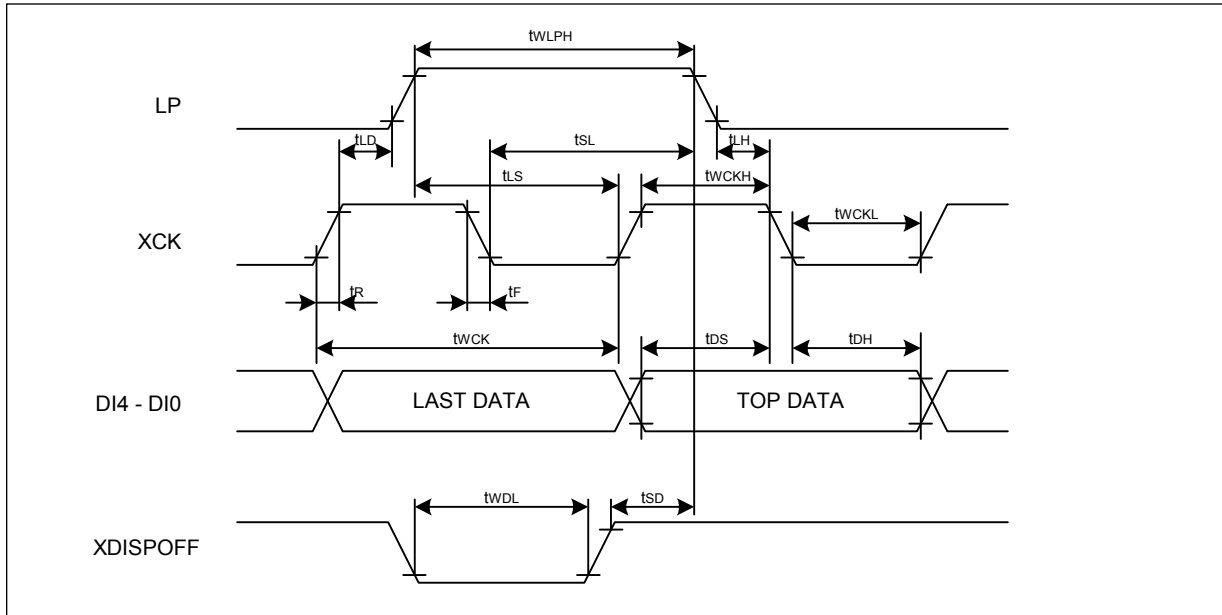 tWLPH
LP
tLD
tSL
tLH
tLS
tWCKH
tWCKL
XCK
tR
tF
tWCK
tDS
tDH
DI4 - DI0
LAST DATA
TOP DATA
tWDL
tSD
XDISPOFF